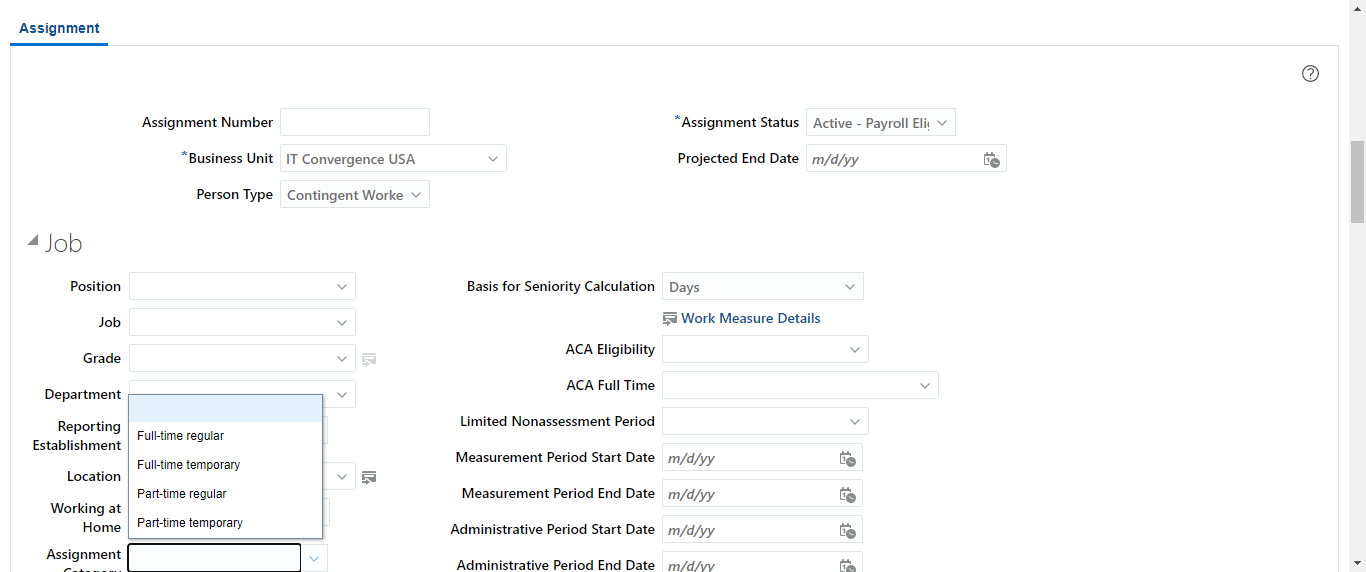 Assignment
Assignment Number
*Assignment Status Active - Payroll Eli
*Business Unit IT Convergence USA
Projected End Date m/d/yy
Person Type Contingent Worke
Job
Position
Basis for Seniority Calculation Days
Job
Work Measure Details
Grade
ACA Eligibility
Department
ACA Full Time
Reporting
Establishment
Full-time regular
Limited Nonassessment Period
Full-time temporary
Measurement Period Start Date m/d/yy
Location
Part-time regular
Measurement Period End Date m/d/yy
Working at
Home
Part-time temporary
Administrative Period Start Date m/d/yy
Assignment
Category
Administrative Period End Date m/d/yy